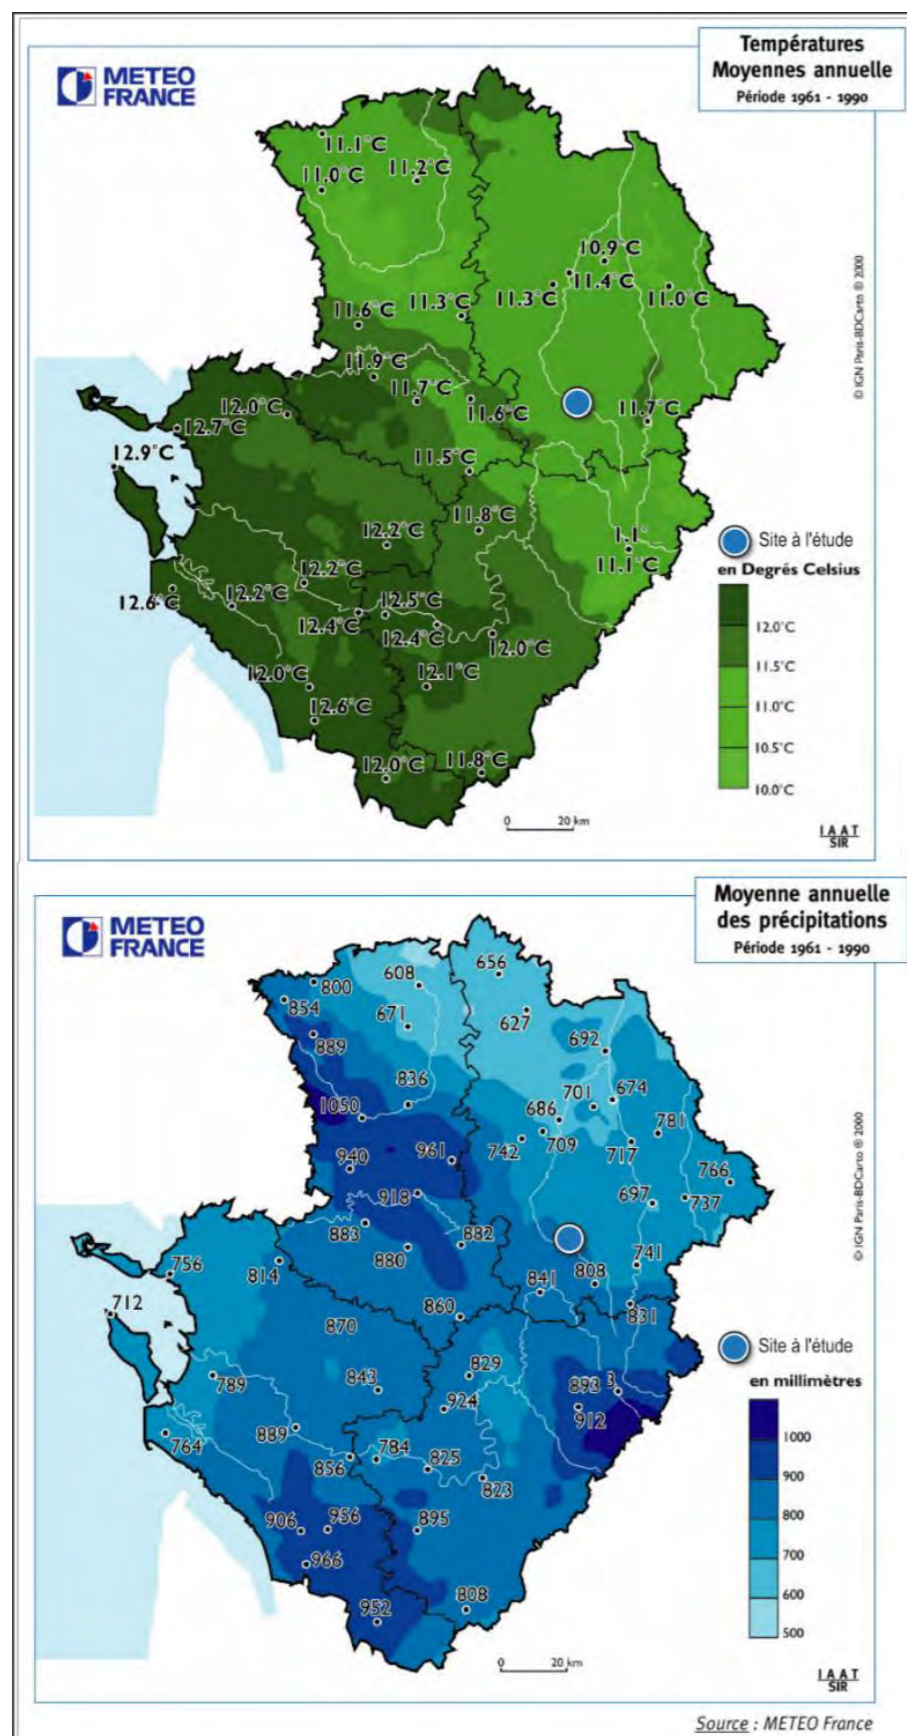 METEO
FRANCE
Températures
Moyennes annuelle
Période 1961 - 1990
11.1°C
11.0°C
11.2°C
10.9°C
11.4°C
11.3°C
11.0°C
11.6°C
11.3°C
11.9°C
11.7°C
11.6°C
11.7°C
12.0°C
12.7°C
12.9°C
11.5°C
11.8°C
12.2°C
1.1°
11.1°C
12.2°C
12.6°C
12.2°C
12.4°C
12.5°C
12.4°C
12.0°C
12.0°C
12.1°C
12.6°C
12.0°C
11.8°C
© IGN Paris-BDCarto © 2000
Site à l'étude
en Degrés Celsius
12.0°C
11.5°C
11.0°C
10.5°C
10.0°C
0 20 km
IAAT
SIR
METEO
FRANCE
Moyenne annuelle
des précipitations
Période 1961 - 1990
608
656
800
854
671
627
889
692
836
1050
701
674
686
781
742
709
717
940
961
766
918
697
737
883
882
880
741
756
814
841
808
712
860
831
870
829
843
893
3
789
924
912
764
889
784
856
825
823
906
956
895
966
952
808
© IGN Paris-BDCarto © 2000
Site à l'étude
en millimètres
1000
900
800
700
600
500
0 20 km
IAAT
SIR
Source : METEO France